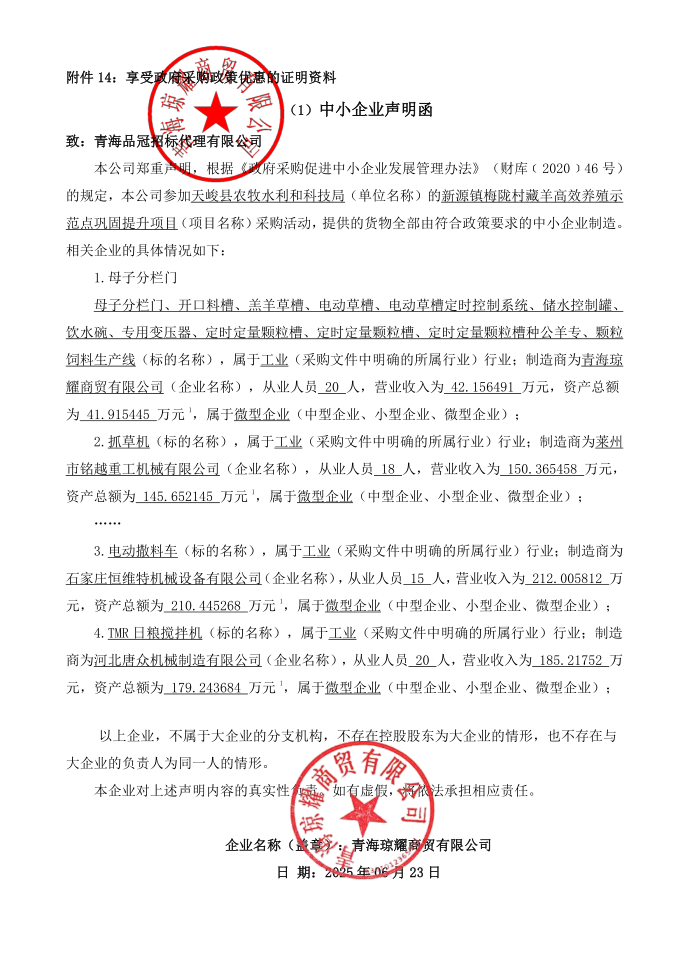 附件 14：享受政府采购政策优惠的证明资料
（1）中小企业声明函
致：青海品冠招标代理有限公司
本公司郑重声明，根据《政府采购促进中小企业发展管理办法》（财库﹝2020﹞46 号）
的规定，本公司参加天峻县农牧水利和科技局（单位名称）的新源镇梅陇村藏羊高效养殖示
范点巩固提升项目（项目名称）采购活动，提供的货物全部由符合政策要求的中小企业制造。
相关企业的具体情况如下：
1.母子分栏门
母子分栏门、开口料槽、羔羊草槽、电动草槽、电动草槽定时控制系统、储水控制罐、
饮水碗、专用变压器、定时定量颗粒槽、定时定量颗粒槽、定时定量颗粒槽种公羊专、颗粒
饲料生产线（标的名称），属于工业（采购文件中明确的所属行业）行业；制造商为青海琼
耀商贸有限公司（企业名称），从业人员 20 人，营业收入为 42.156491 万元，资产总额
为 41.915445 万元¹，属于微型企业（中型企业、小型企业、微型企业）；
2.抓草机（标的名称），属于工业（采购文件中明确的所属行业）行业；制造商为莱州
市铭越重工机械有限公司（企业名称），从业人员 18 人，营业收入为 150.365458 万元，
资产总额为 145.652145 万元¹，属于微型企业（中型企业、小型企业、微型企业）；
……
3.电动撒料车（标的名称），属于工业（采购文件中明确的所属行业）行业；制造商为
石家庄恒维特机械设备有限公司（企业名称），从业人员 15 人，营业收入为 212.005812 万
元，资产总额为 210.445268 万元¹，属于微型企业（中型企业、小型企业、微型企业）；
4.TMR 日粮搅拌机（标的名称），属于工业（采购文件中明确的所属行业）行业；制造
商为河北唐众机械制造有限公司（企业名称），从业人员 20 人，营业收入为 185.21752 万
元，资产总额为 179.243684 万元¹，属于微型企业（中型企业、小型企业、微型企业）；
以上企业，不属于大企业的分支机构，不存在控股股东为大企业的情形，也不存在与
大企业的负责人为同一人的情形。
本企业对上述声明内容的真实性负责。如有虚假，将依法承担相应责任。
企业名称（盖章）：青海琼耀商贸有限公司
日 期：2025 年 06 月 23 日
青海琼耀商贸有限公司
青海琼耀商贸有限公司